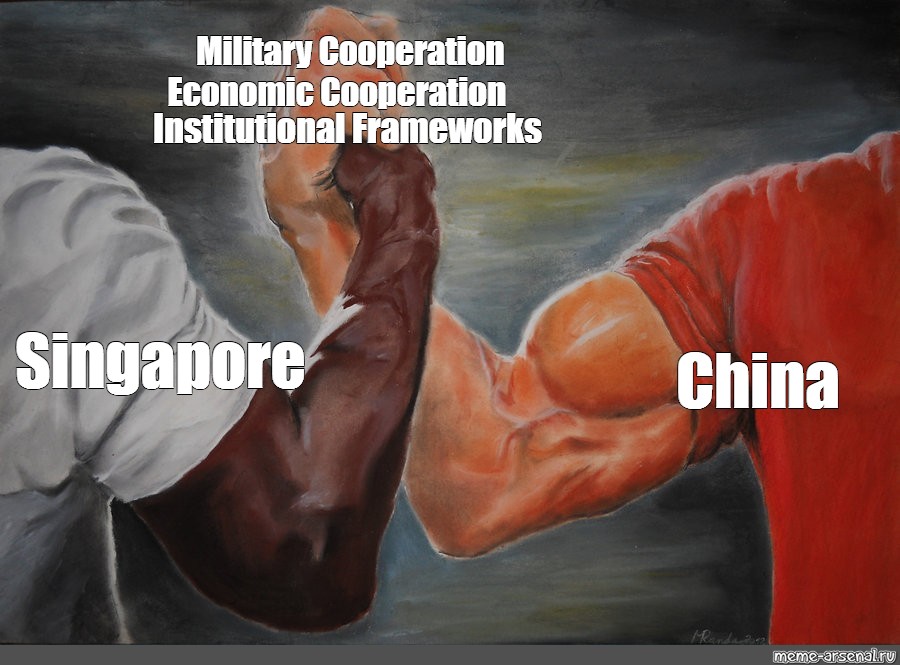 Military Cooperation
Economic Cooperation
Institutional Frameworks
Singapore
China
meme-arsenal.ru